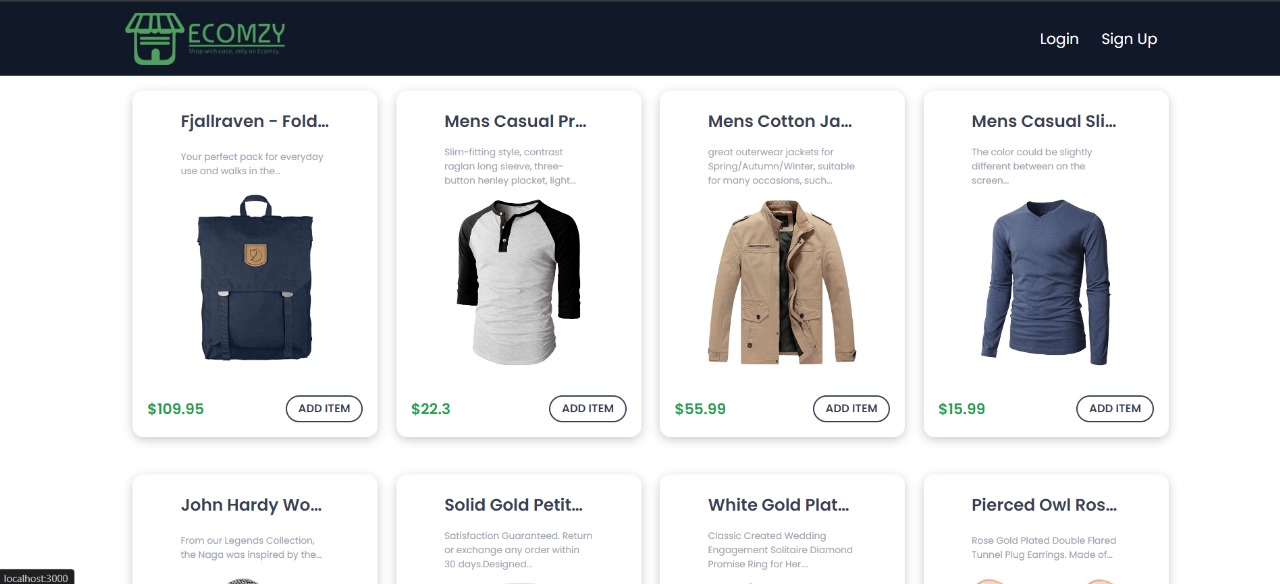 ECOMZY
Shop with ease, only on Ecomzy.
Login
Sign Up
Fjallraven - Fold...
Your perfect pack for everyday
use and walks in the...
$109.95
ADD ITEM
Mens Casual Pr...
Slim-fitting style, contrast
raglan long sleeve, three-
button henley placket, light...
$22.3
ADD ITEM
Mens Cotton Ja...
great outerwear jackets for
Spring/Autumn/Winter, suitable
for many occasions, such...
$55.99
ADD ITEM
Mens Casual Sli...
The color could be slightly
different between on the
screen...
$15.99
ADD ITEM
John Hardy Wo...
From our Legends Collection,
the Naga was inspired by the...
Solid Gold Petit...
Satisfaction Guaranteed. Return
or exchange any order within
30 days.Designed...
White Gold Plat...
Classic Created Wedding
Engagement Solitaire Diamond
Promise Ring for Her....
Pierced Owl Ros...
Rose Gold Plated Double Flared
Tunnel Plug Earrings. Made of...
localhost:3000